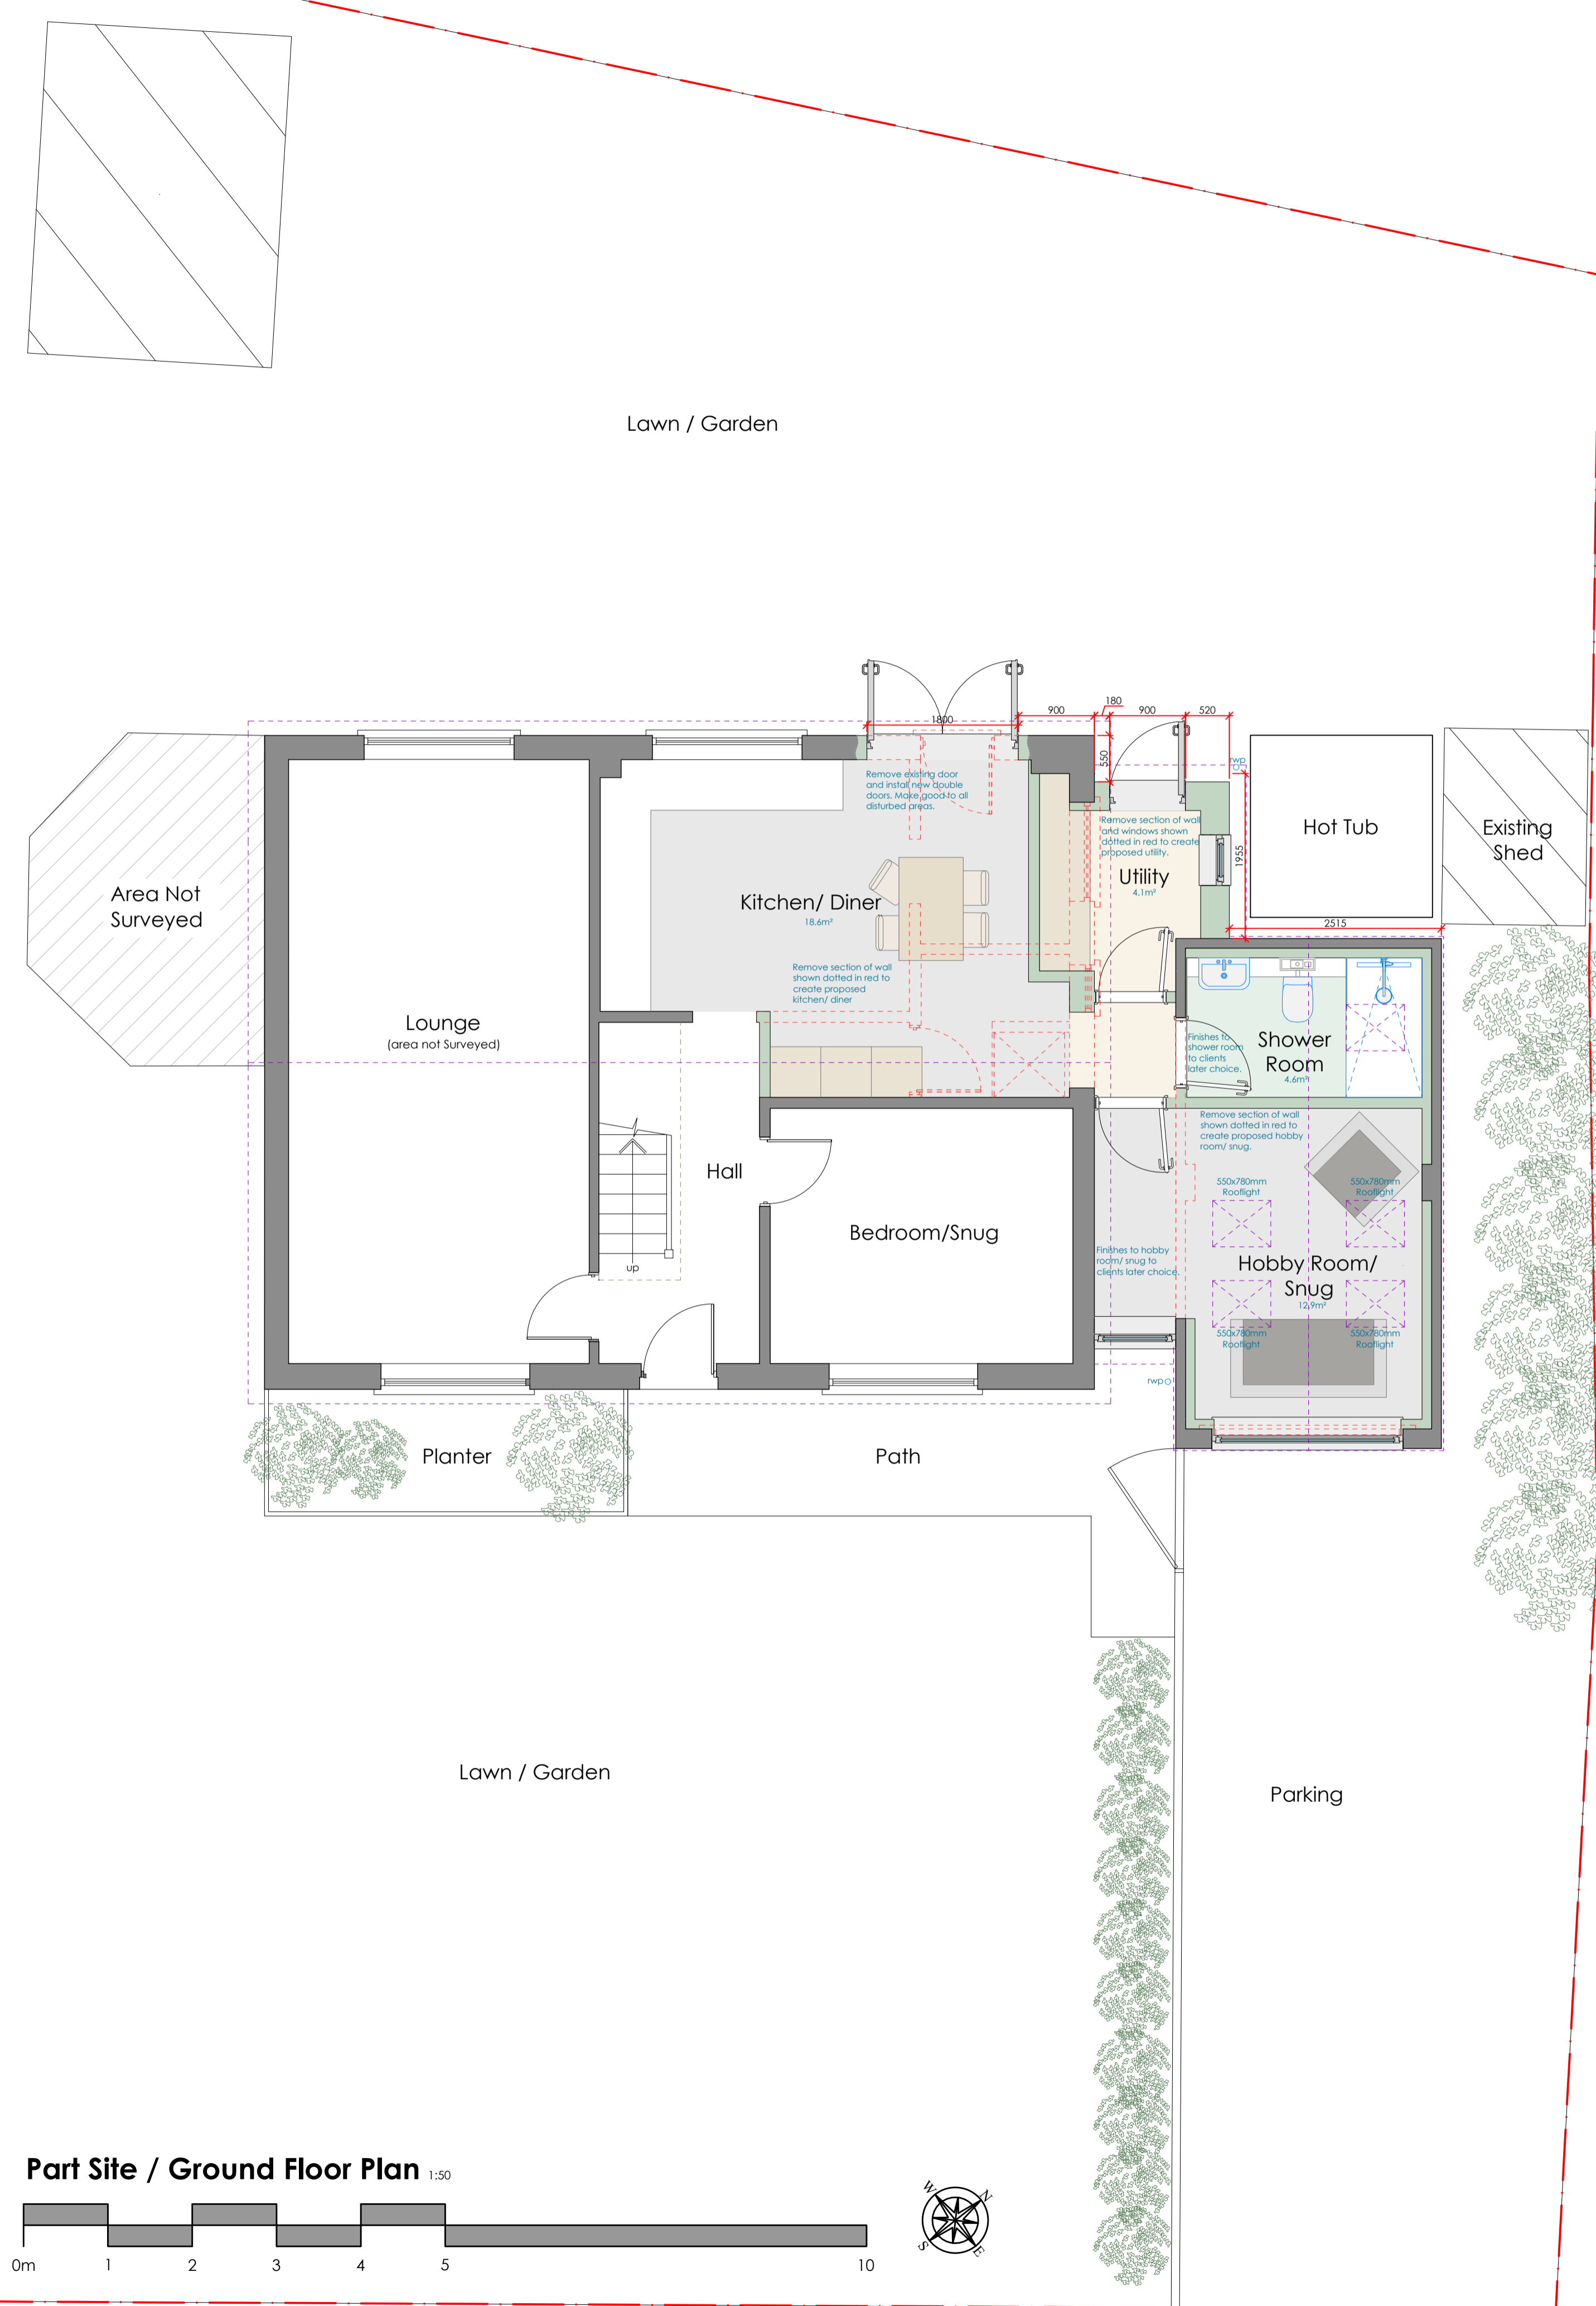 Lawn / Garden
180
900
900
520
1800
550
rwp
Remove existing door
and install new double
doors. Make good to all
disturbed areas.
Remove section of wall
and windows shown
dotted in red to create
proposed utility.
Hot Tub
Existing
Shed
1955
Utility
4.1m²
Area Not
Surveyed
Kitchen/ Diner
18.6m²
2515
Remove section of wall
shown dotted in red to
create proposed
kitchen/ diner
Lounge
(area not Surveyed)
Finishes to
shower room
to clients
later choice.
Shower
Room
4.6m²
Remove section of wall
shown dotted in red to
create proposed hobby
room/ snug.
Hall
550x780mm
Rooflight
550x780mm
Rooflight
Bedroom/Snug
Finishes to hobby
room/ snug to
clients later choice.
Hobby Room/
Snug
12.9m²
up
550x780mm
Rooflight
550x780mm
Rooflight
rwp
Planter
Path
Lawn / Garden
Parking
Part Site / Ground Floor Plan 1:50
W
N
S
E
0m 1 2 3 4 5 10